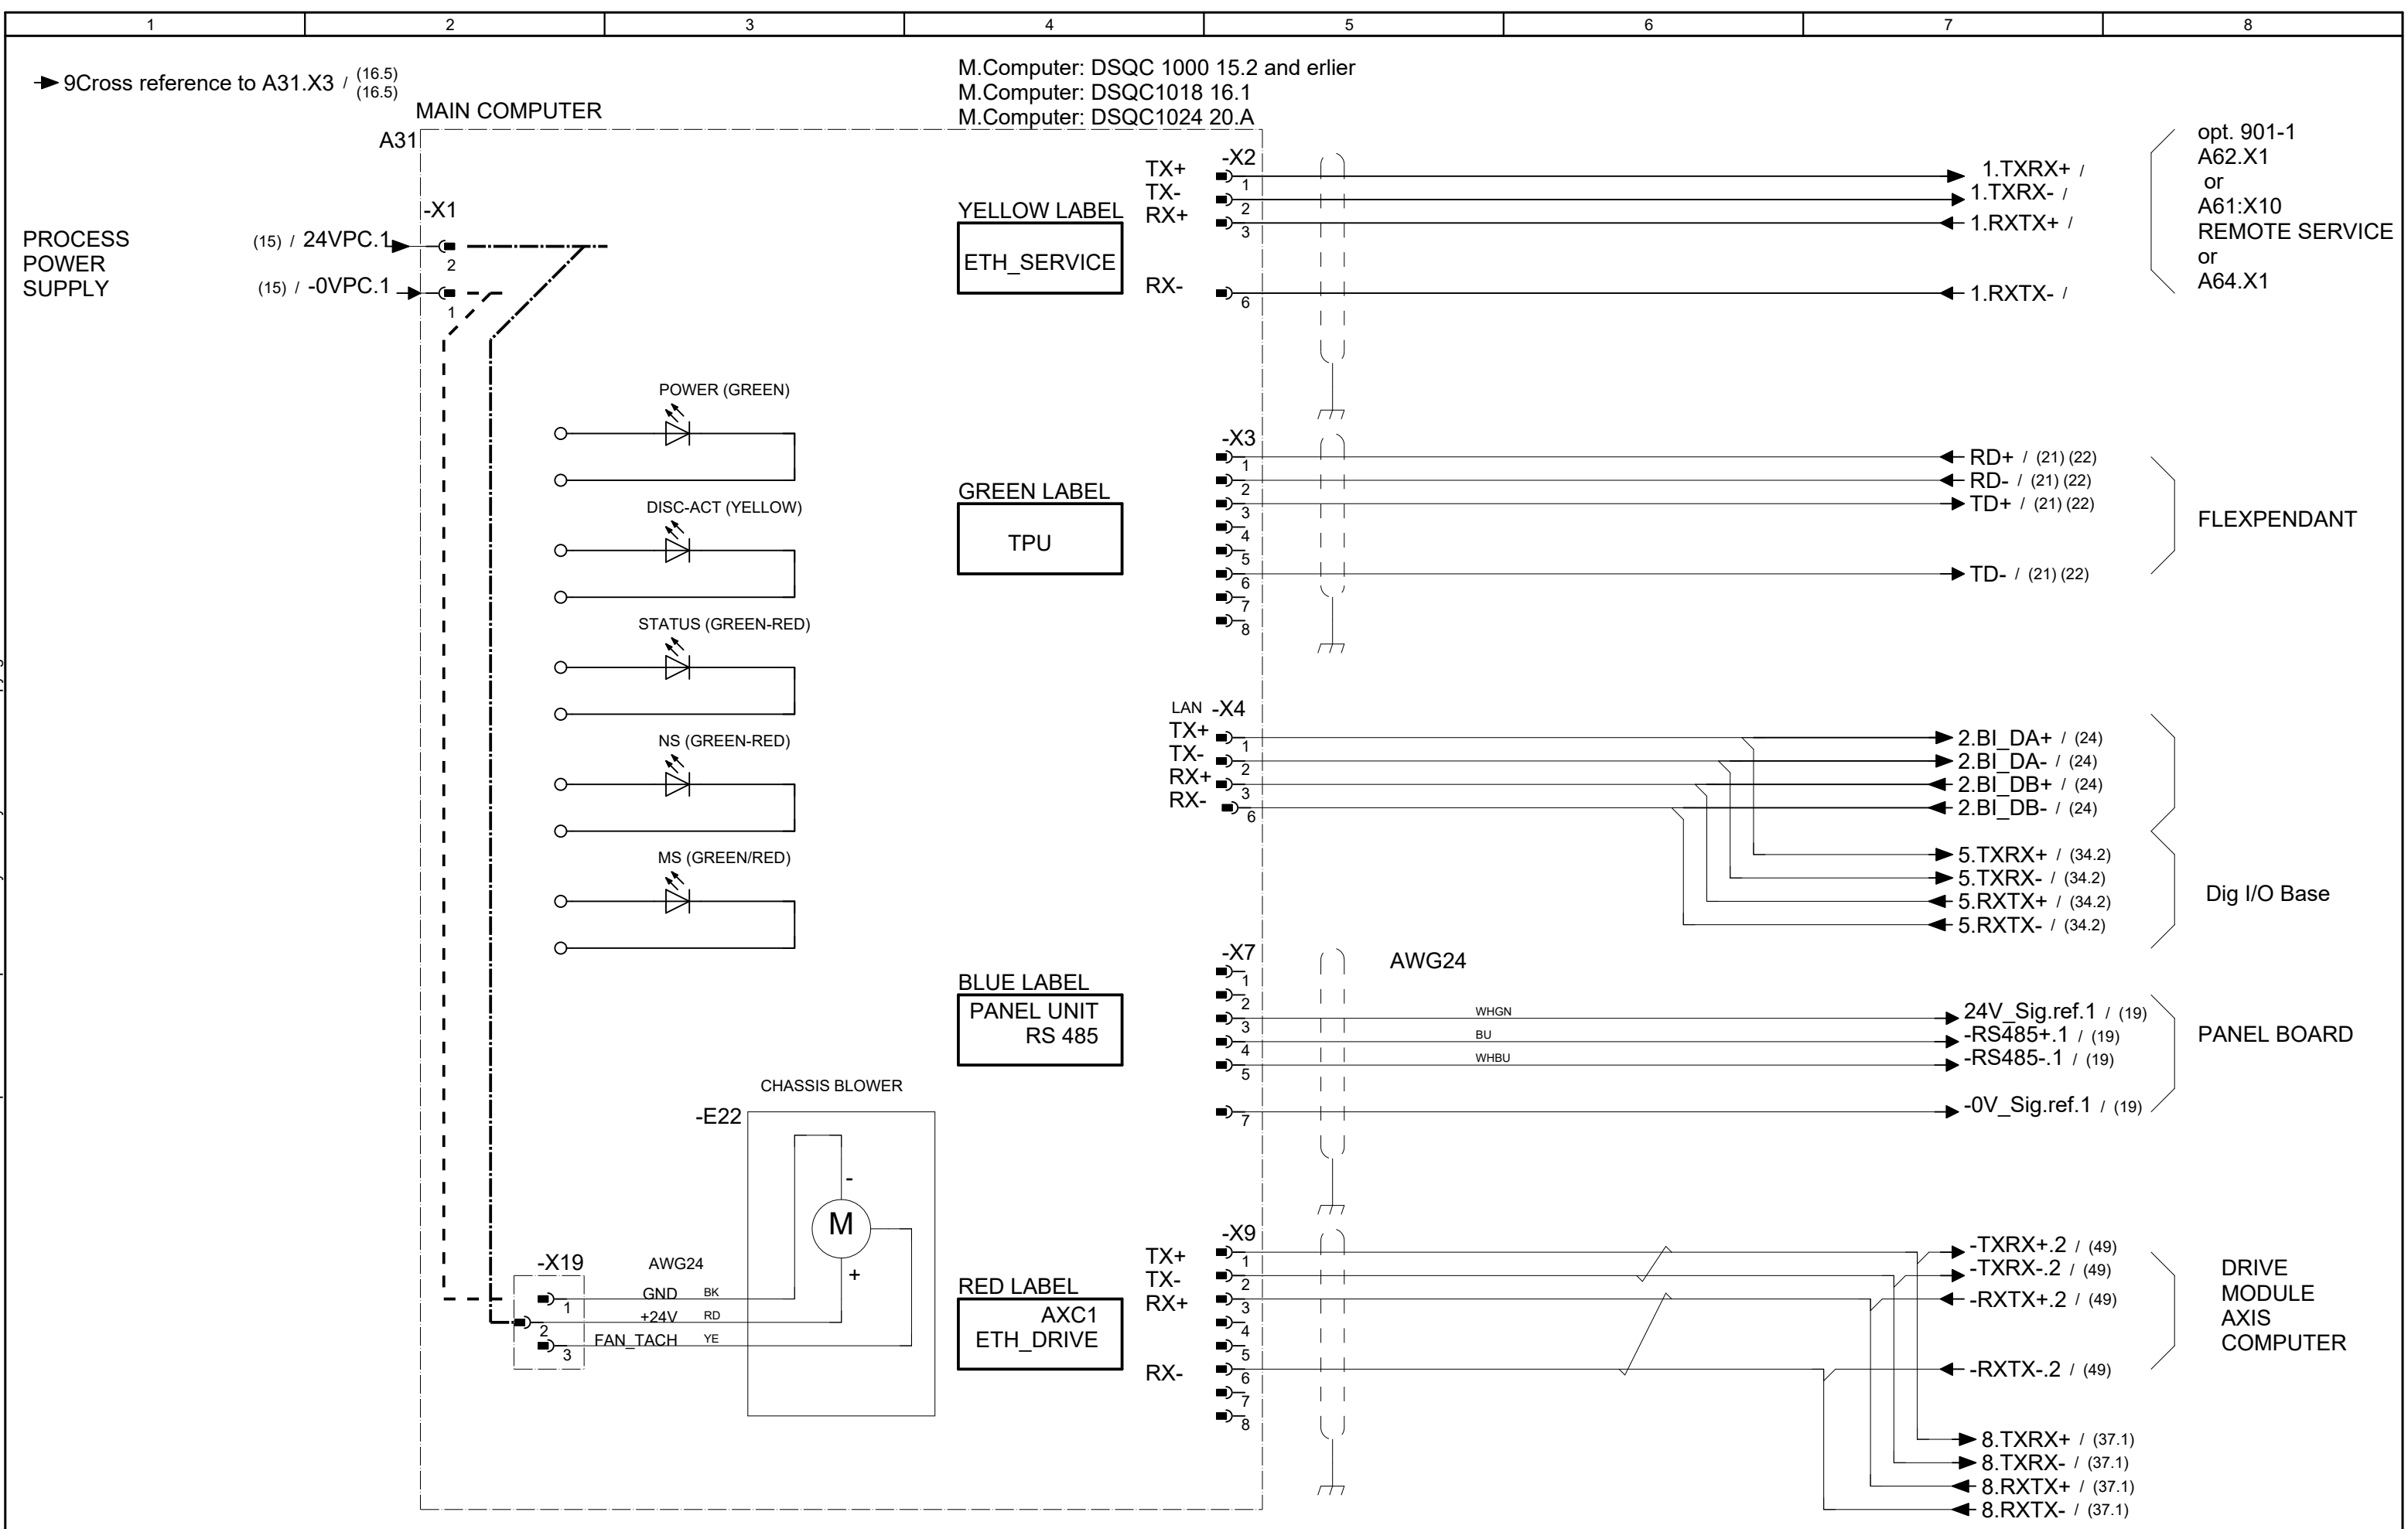 1 2 3 4 5 6 7 8
9Cross reference to A31.X3 / (16.5)
(16.5)
M.Computer: DSQC 1000 15.2 and erlier
M.Computer: DSQC1018 16.1
M.Computer: DSQC1024 20.A
MAIN COMPUTER
A31
PROCESS
POWER
SUPPLY
(15) / 24VPC.1
(15) / -0VPC.1
-X1
2
1
YELLOW LABEL
ETH_SERVICE
-X2
TX+ 1 1.TXRX+ /
TX- 2 1.TXRX- /
RX+ 3 1.RXTX+ /
RX- 6 1.RXTX- /
opt. 901-1
A62.X1
or
A61:X10
REMOTE SERVICE
or
A64.X1
POWER (GREEN)
DISC-ACT (YELLOW)
STATUS (GREEN-RED)
NS (GREEN-RED)
MS (GREEN/RED)
GREEN LABEL
TPU
-X3
1 RD+ / (21) (22)
2 RD- / (21) (22)
3 TD+ / (21) (22)
4
5
6 TD- / (21) (22)
7
8
FLEXPENDANT
LAN -X4
TX+ 1 2.BI_DA+ / (24)
TX- 2 2.BI_DA- / (24)
RX+ 3 2.BI_DB+ / (24)
RX- 6 2.BI_DB- / (24)
5.TXRX+ / (34.2)
5.TXRX- / (34.2)
5.RXTX+ / (34.2)
5.RXTX- / (34.2)
Dig I/O Base
BLUE LABEL
PANEL UNIT
RS 485
-X7
AWG24
1
2
3 WHGN 24V_Sig.ref.1 / (19)
4 BU -RS485+.1 / (19)
5 WHBU -RS485-.1 / (19)
7 -0V_Sig.ref.1 / (19)
PANEL BOARD
CHASSIS BLOWER
-E22
-
M
+
-X19
AWG24
1 GND BK
2 +24V RD
3 FAN_TACH YE
RED LABEL
AXC1
ETH_DRIVE
-X9
TX+ 1 -TXRX+.2 / (49)
TX- 2 -TXRX-.2 / (49)
RX+ 3 -RXTX+.2 / (49)
4
5
RX- 6 -RXTX-.2 / (49)
7
8
DRIVE
MODULE
AXIS
COMPUTER
8.TXRX+ / (37.1)
8.TXRX- / (37.1)
8.RXTX+ / (37.1)
8.RXTX- / (37.1)